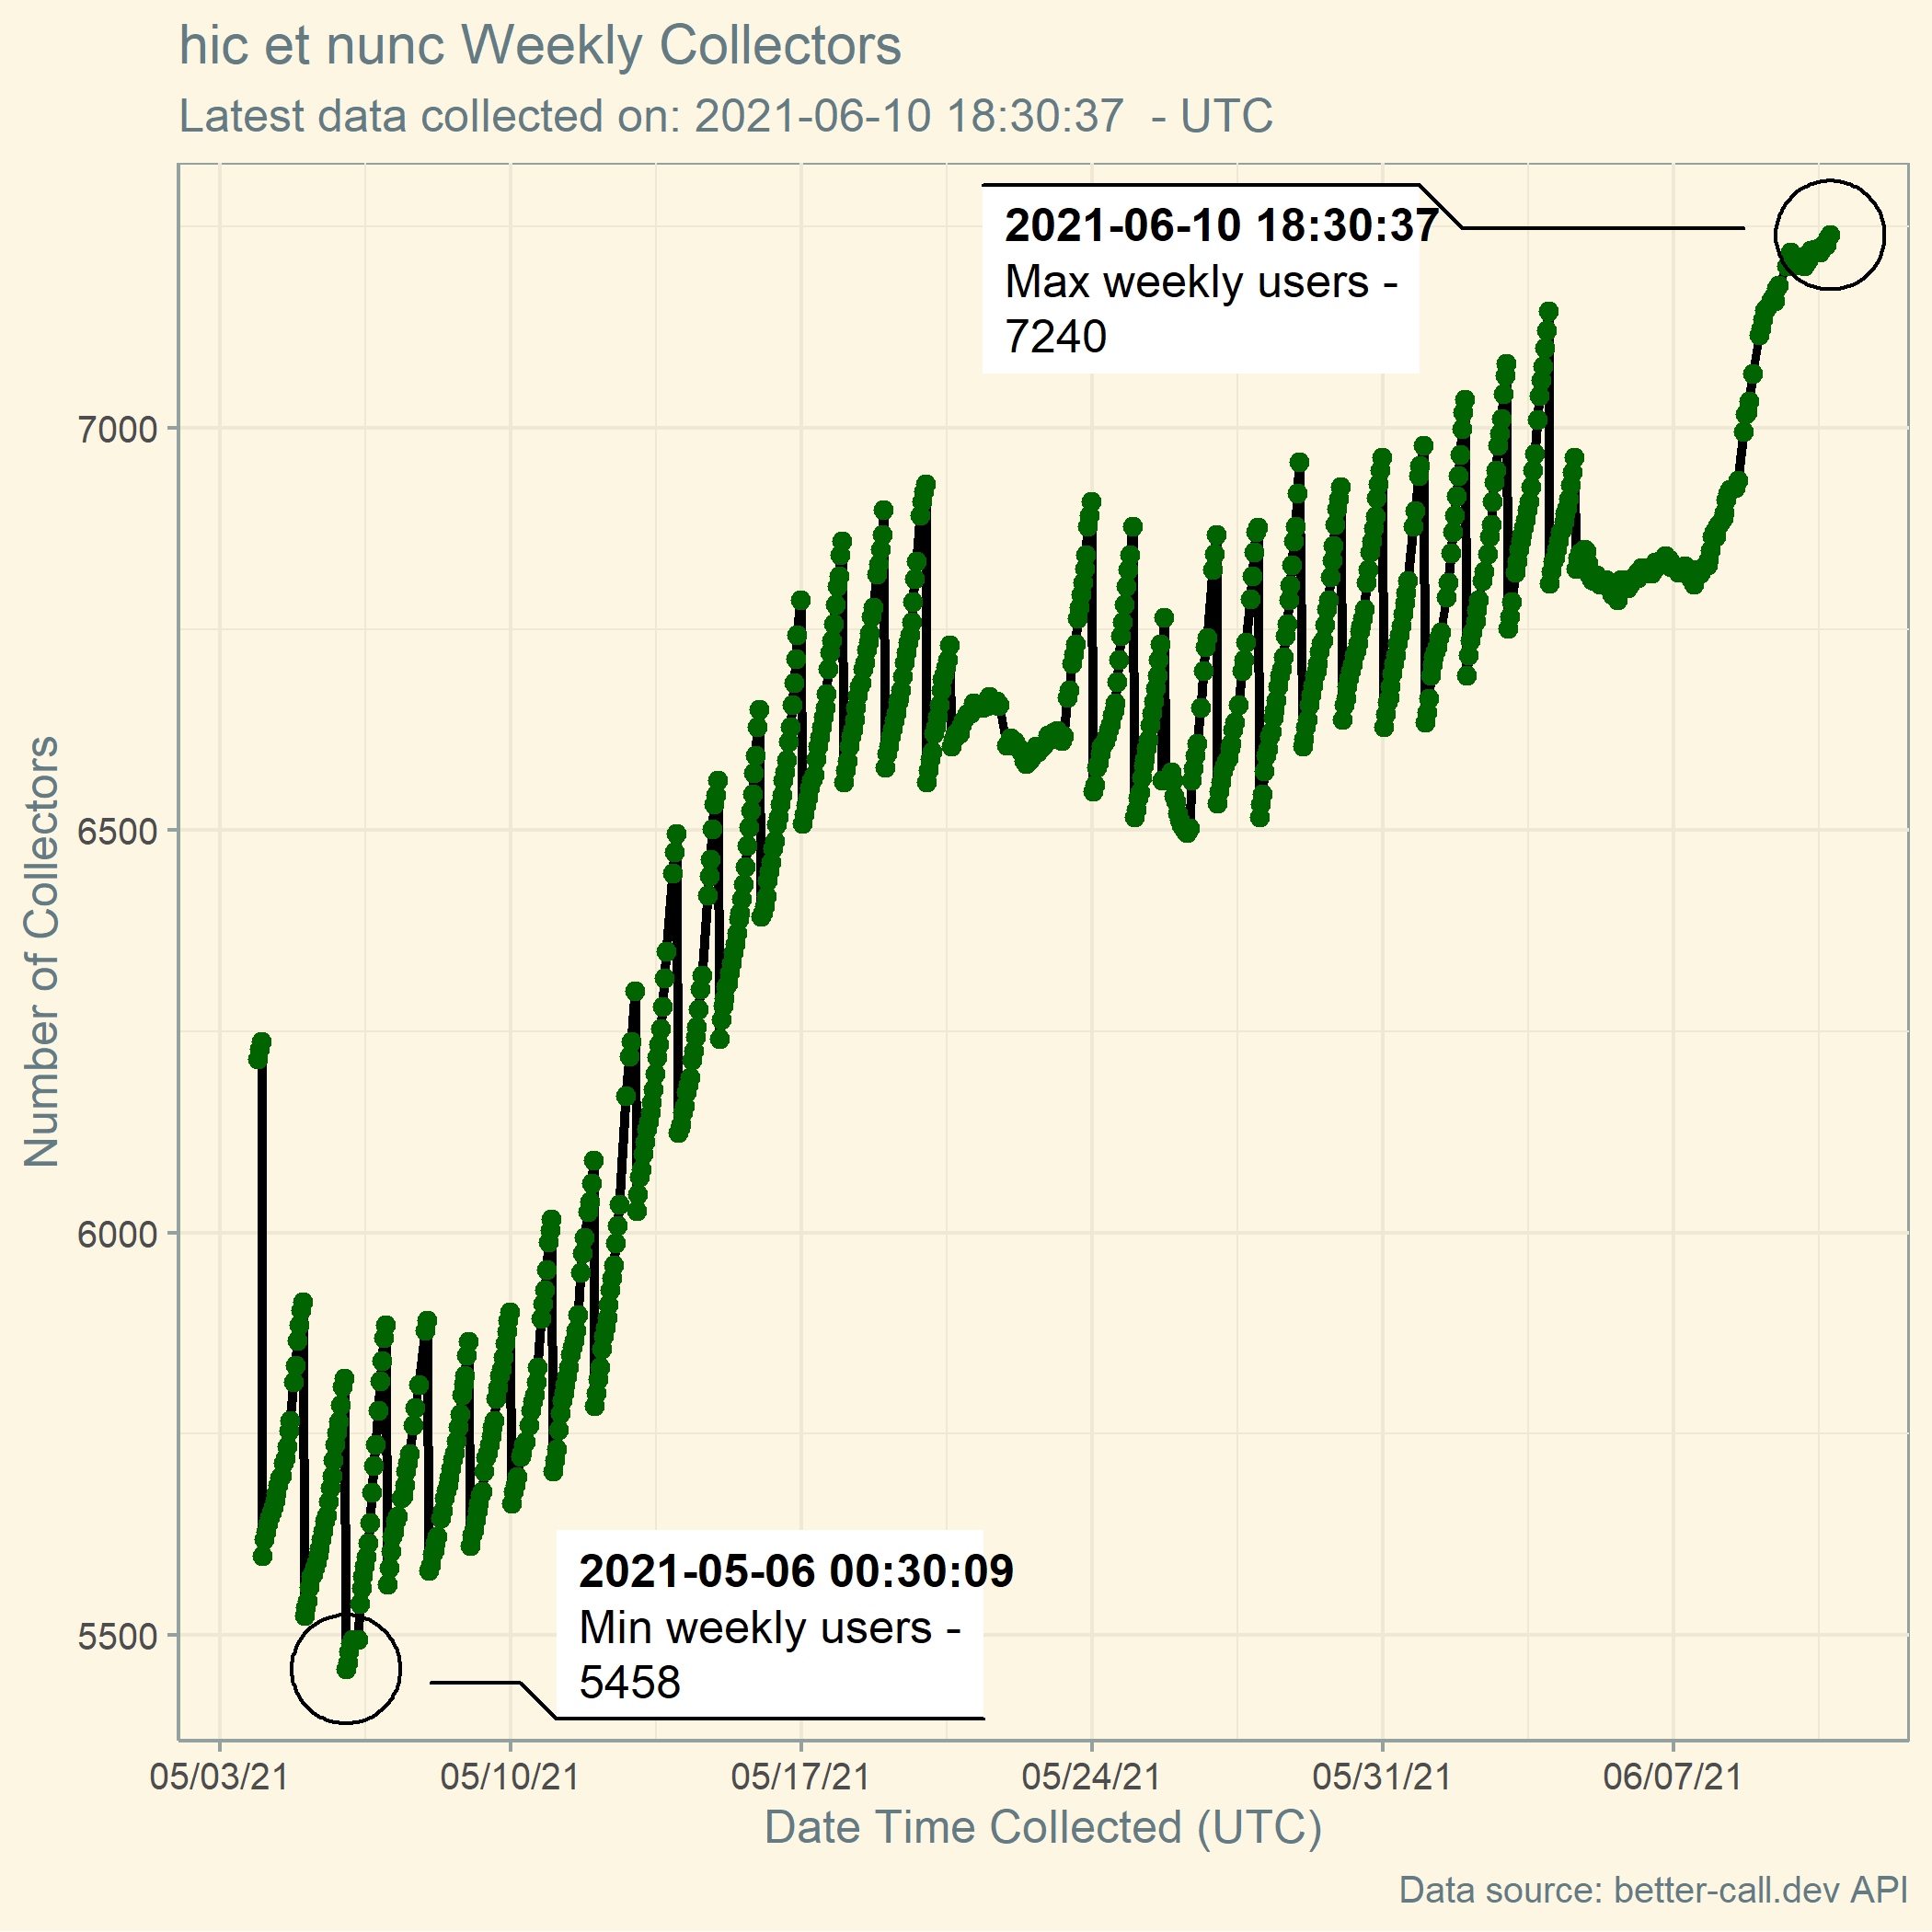 hic et nunc Weekly Collectors
Latest data collected on: 2021-06-10 18:30:37  - UTC
2021-06-10 18:30:37
Max weekly users -
7240
7000
6500
6000
5500
Number of Collectors
2021-05-06 00:30:09
Min weekly users -
5458
05/03/21 05/10/21 05/17/21 05/24/21 05/31/21 06/07/21
Date Time Collected (UTC)
Data source: better-call.dev API